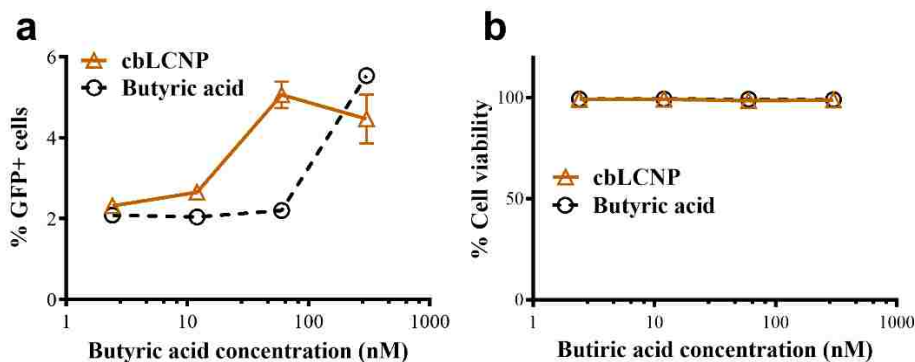 a
cbLCNP
Butyric acid
% GFP+ cells
6
4
2
0
1
10
100
1000
Butyric acid concentration (nM)
b
% Cell viability
100
50
0
cbLCNP
Butyric acid
1
10
100
1000
Butiric acid concentration (nM)